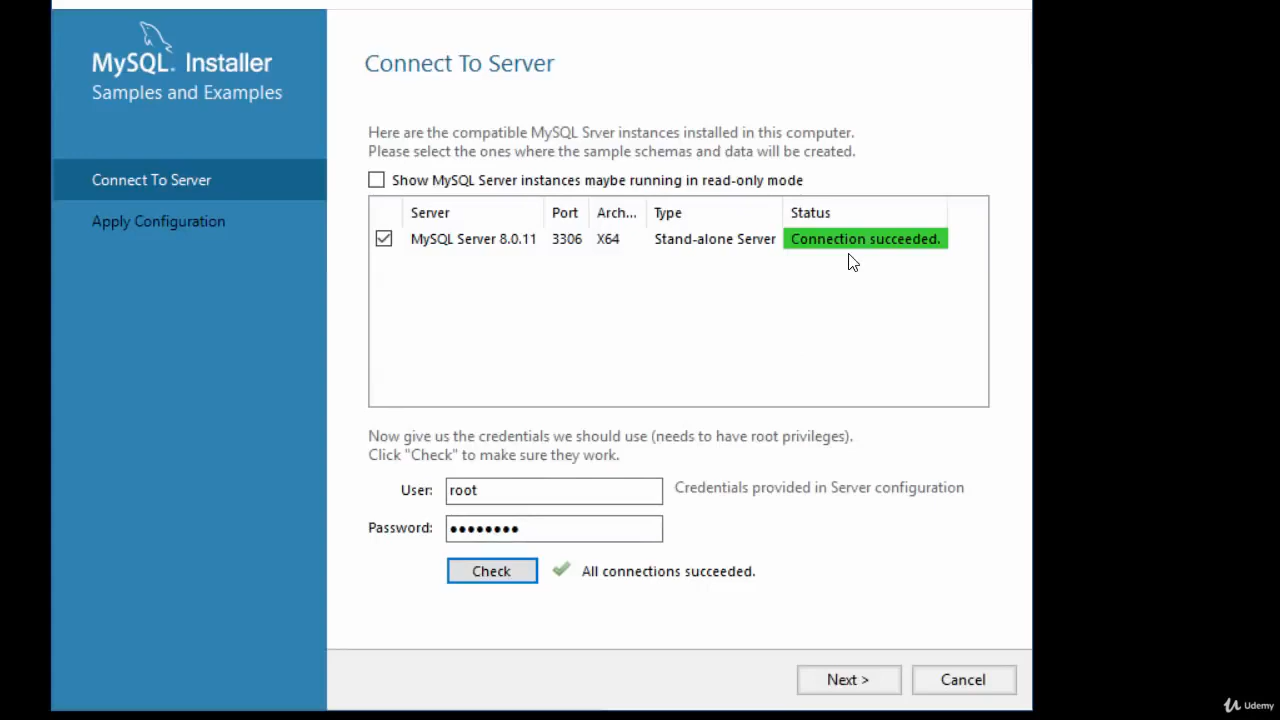 MySQL. Installer
Samples and Examples
Connect To Server
Apply Configuration
Connect To Server
Here are the compatible MySQL Srver instances installed in this computer.
Please select the ones where the sample schemas and data will be created.
Show MySQL Server instances maybe running in read-only mode
Server Port Arch... Type Status
MySQL Server 8.0.11 3306 X64 Stand-alone Server Connection succeeded.
Now give us the credentials we should use (needs to have root privileges).
Click "Check" to make sure they work.
User: root Credentials provided in Server configuration
Password: ●●●●●●●●
Check All connections succeeded.
Next > Cancel
Udemy